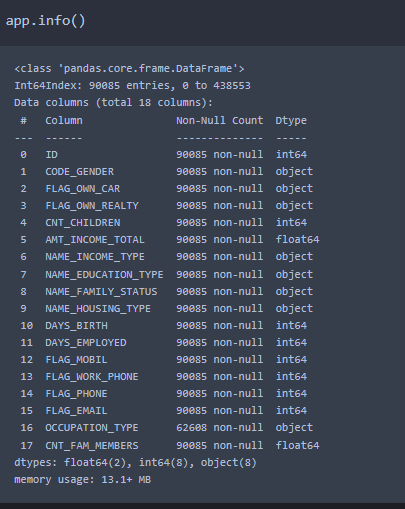 app.info()
<class 'pandas.core.frame.DataFrame'>
Int64Index: 90085 entries, 0 to 438553
Data columns (total 18 columns):
 #   Column               Non-Null Count  Dtype
---  ------               --------------  -----
 0   ID                   90085 non-null  int64
 1   CODE_GENDER          90085 non-null  object
 2   FLAG_OWN_CAR         90085 non-null  object
 3   FLAG_OWN_REALTY      90085 non-null  object
 4   CNT_CHILDREN         90085 non-null  int64
 5   AMT_INCOME_TOTAL     90085 non-null  float64
 6   NAME_INCOME_TYPE     90085 non-null  object
 7   NAME_EDUCATION_TYPE  90085 non-null  object
 8   NAME_FAMILY_STATUS   90085 non-null  object
 9   NAME_HOUSING_TYPE    90085 non-null  object
 10  DAYS_BIRTH           90085 non-null  int64
 11  DAYS_EMPLOYED        90085 non-null  int64
 12  FLAG_MOBIL           90085 non-null  int64
 13  FLAG_WORK_PHONE      90085 non-null  int64
 14  FLAG_PHONE           90085 non-null  int64
 15  FLAG_EMAIL           90085 non-null  int64
 16  OCCUPATION_TYPE      62608 non-null  object
 17  CNT_FAM_MEMBERS      90085 non-null  float64
dtypes: float64(2), int64(8), object(8)
memory usage: 13.1+ MB